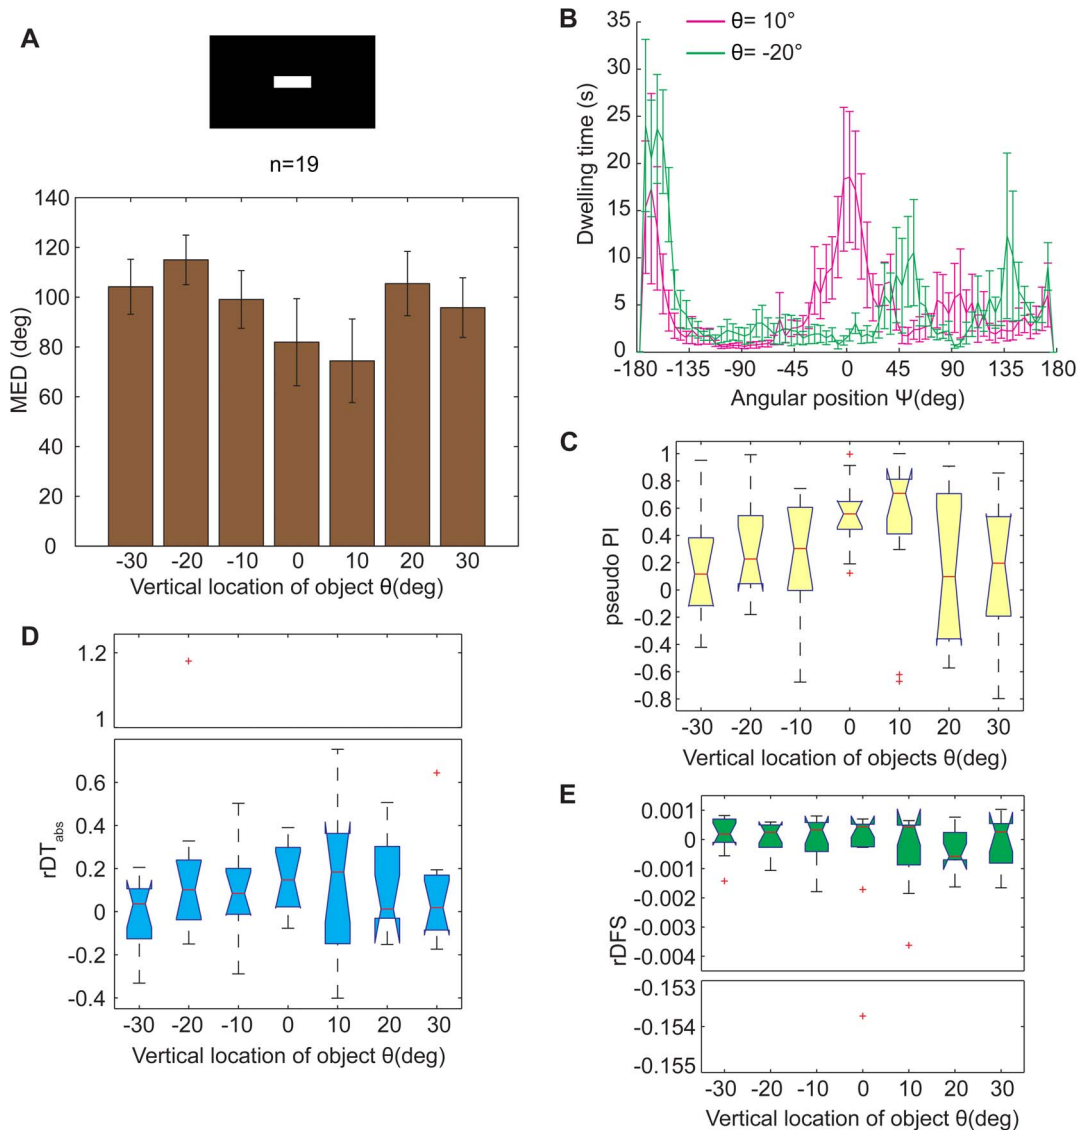 A
n=19
140
120
100
80
60
40
20
0
MED (deg)
-30 -20 -10 0 10 20 30
Vertical location of object θ(deg)
B
θ= 10°
θ= -20°
35
30
25
20
15
10
5
0
Dwelling time (s)
-180 -135 -90 -45 0 45 90 135 180
Angular position Ψ(deg)
C
1
0.8
0.6
0.4
0.2
0
-0.2
-0.4
-0.6
-0.8
pseudo PI
-30 -20 -10 0 10 20 30
Vertical location of objects θ(deg)
D
1.2
1
0.6
0.4
0.2
0
-0.2
-0.4
rDTabs
-30 -20 -10 0 10 20 30
Vertical location of object θ(deg)
E
0.001
0
-0.001
-0.002
-0.003
-0.004
-0.153
-0.154
-0.155
rDFS
-30 -20 -10 0 10 20 30
Vertical location of object θ(deg)